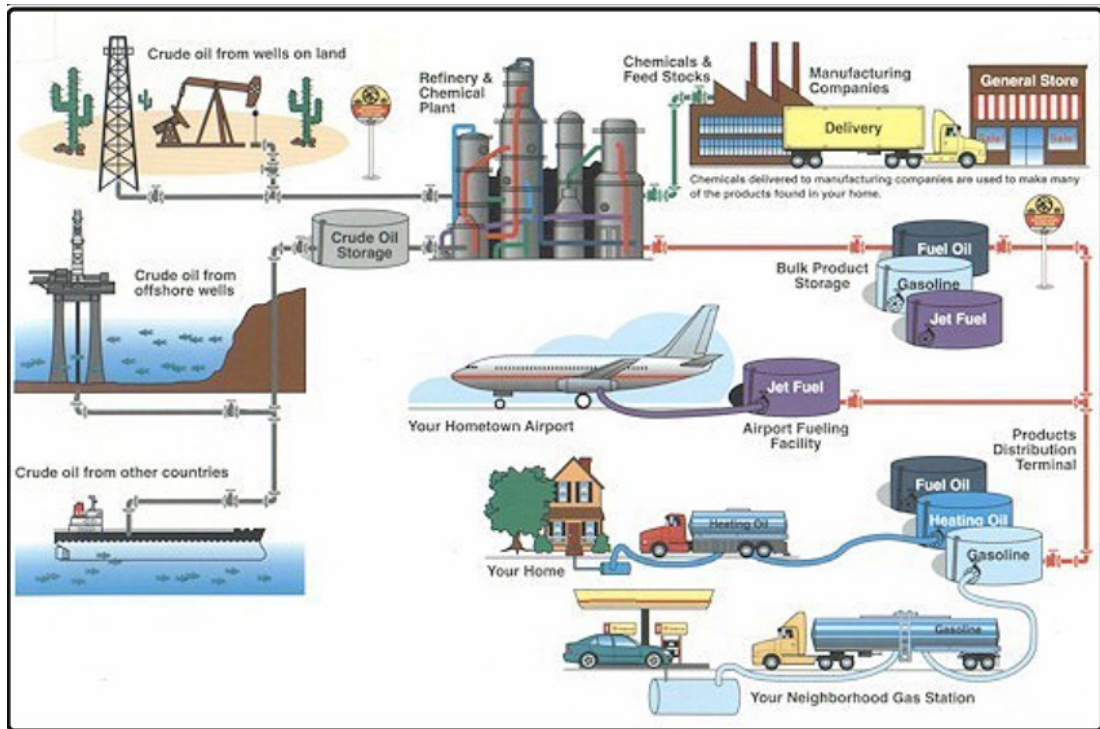 Crude oil from wells on land
Refinery &
Chemical
Plant
Chemicals &
Feed Stocks
Manufacturing
Companies
Delivery
General Store
Sale!
Sale!
Chemicals delivered to manufacturing companies are used to make many
of the products found in your home.
Crude Oil
Storage
Crude oil from
offshore wells
Fuel Oil
Bulk Product
Storage
Gasoline
Jet Fuel
Jet Fuel
Your Hometown Airport
Airport Fueling
Facility
Products
Distribution
Terminal
Crude oil from other countries
Fuel Oil
Heating Oil
Heating Oil
Gasoline
Your Home
Gasoline
Your Neighborhood Gas Station